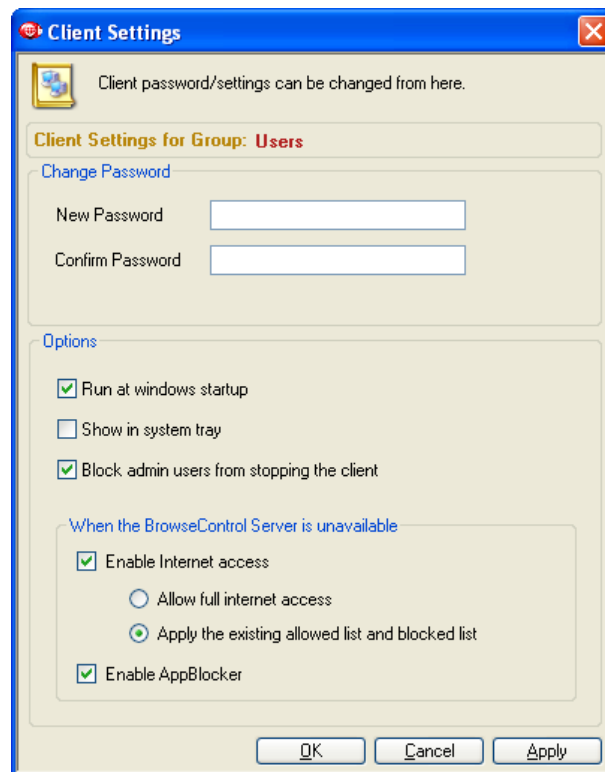 Client Settings
Client password/settings can be changed from here.
Client Settings for Group: Users
Change Password
New Password
Confirm Password
Options
Run at windows startup
Show in system tray
Block admin users from stopping the client
When the BrowseControl Server is unavailable
Enable Internet access
Allow full internet access
Apply the existing allowed list and blocked list
Enable AppBlocker
OK Cancel Apply